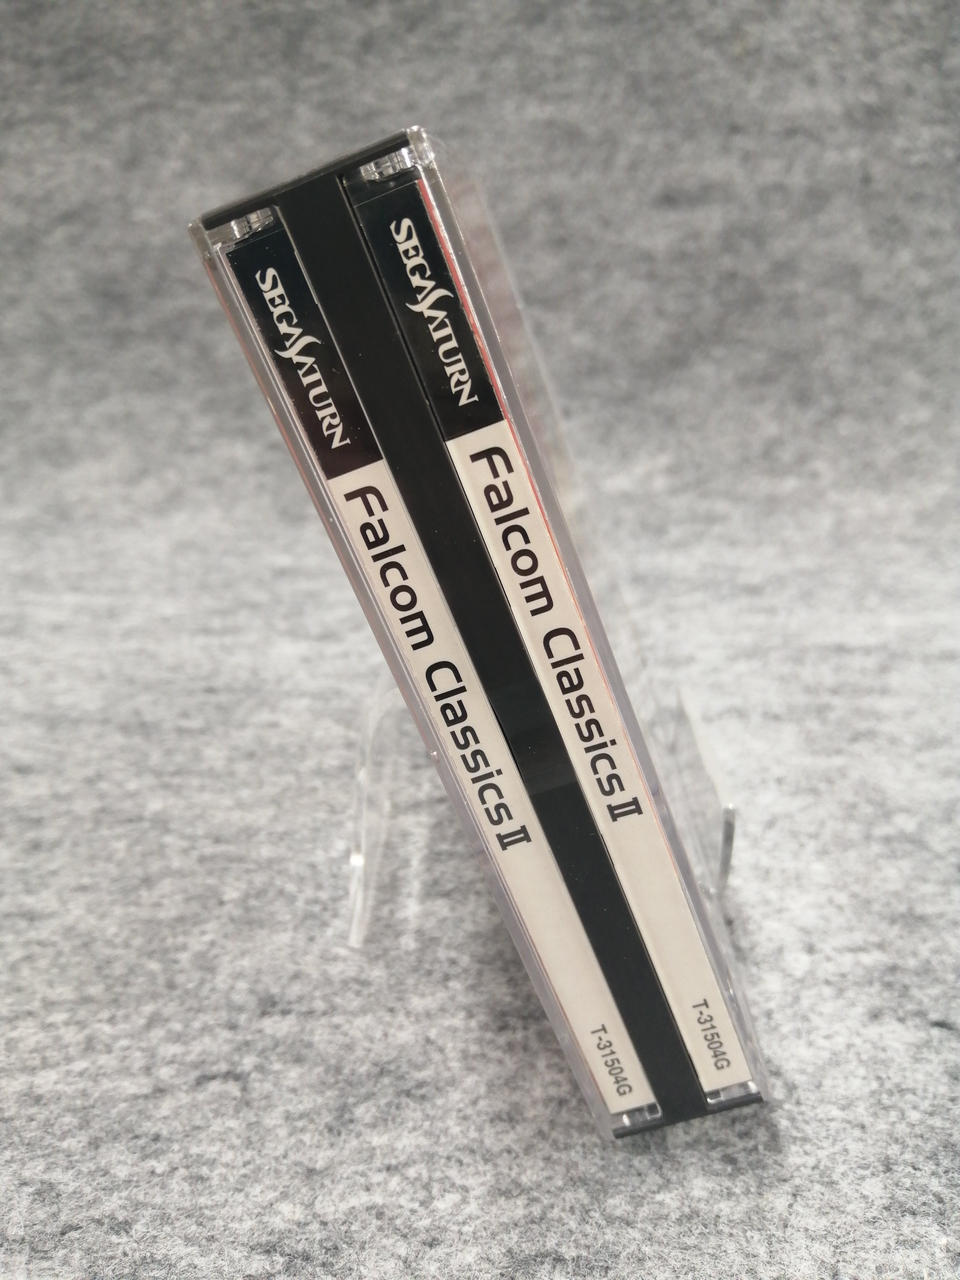 SEGA SATURN
Falcom Classics II
T-31504G
SEGA SATURN
Falcom Classics II
T-31504G